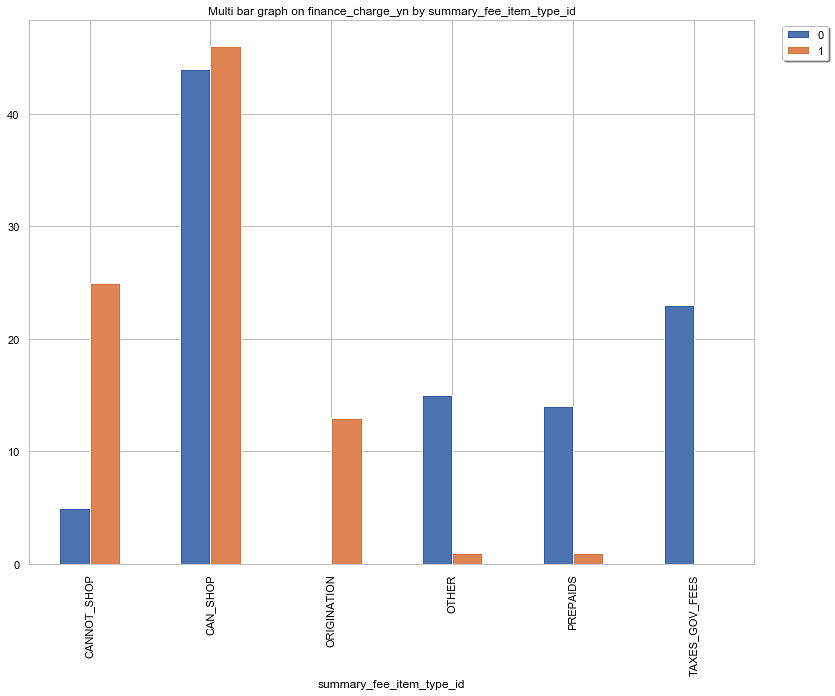 Multi bar graph on finance_charge_yn by summary_fee_item_type_id
0
1
40
30
20
10
0
CANNOT_SHOP
CAN_SHOP
ORIGINATION
OTHER
PREPAIDS
TAXES_GOV_FEES
summary_fee_item_type_id